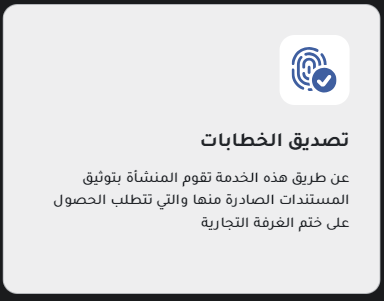 تصديق الخطابات
عن طريق هذه الخدمة تقوم المنشأة بتوثيق
المستندات الصادرة منها والتي تتطلب الحصول
على ختم الغرفة التجارية